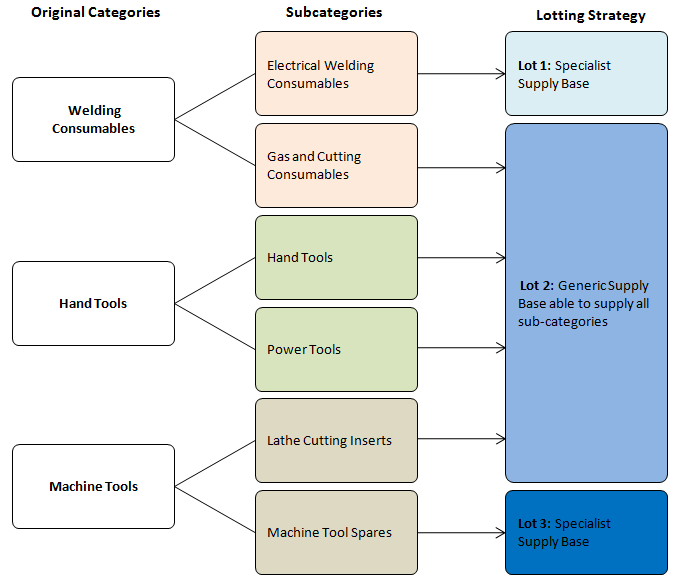 Original Categories
Subcategories
Lotting Strategy
Welding
Consumables
Electrical Welding
Consumables
Lot 1: Specialist
Supply Base
Gas and Cutting
Consumables
Hand Tools
Hand Tools
Lot 2: Generic Supply
Base able to supply all
sub-categories
Power Tools
Machine Tools
Lathe Cutting Inserts
Machine Tool Spares
Lot 3: Specialist
Supply Base